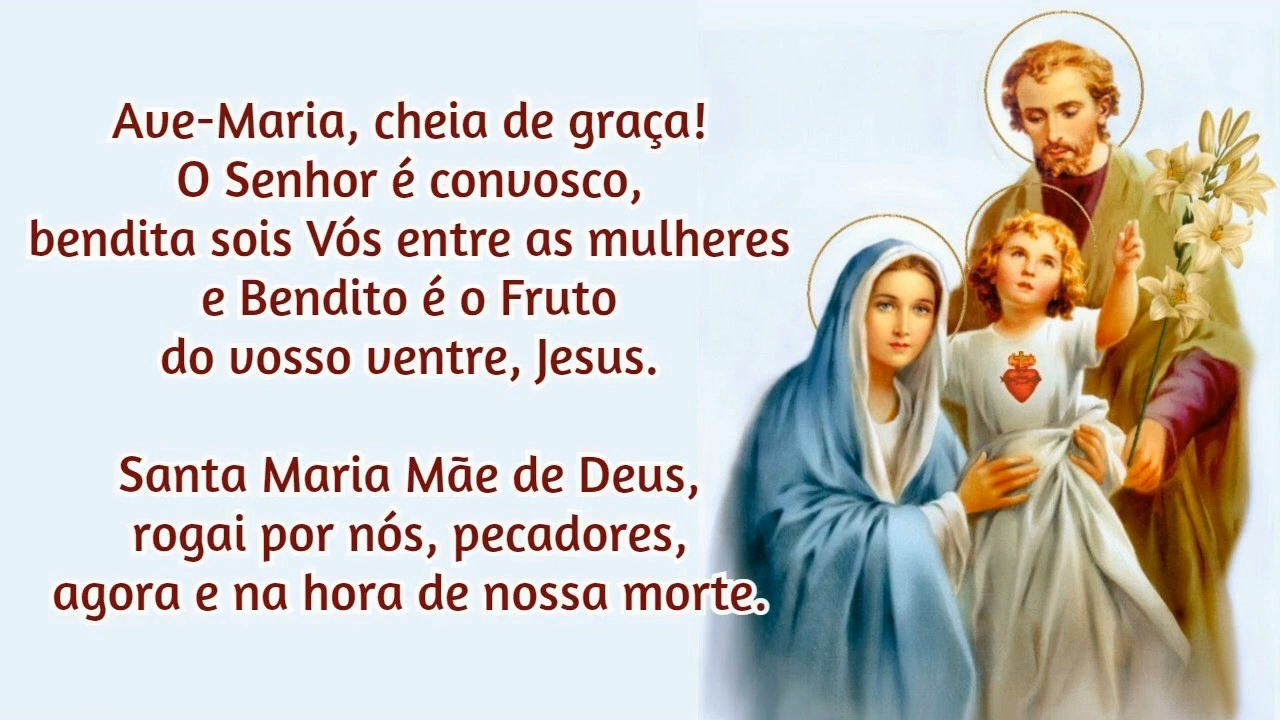 Ave-Maria, cheia de graça!
O Senhor é convosco,
bendita sois Vós entre as mulheres
e Bendito é o Fruto
do vosso ventre, Jesus.
Santa Maria Mãe de Deus,
rogai por nós, pecadores,
agora e na hora de nossa morte.